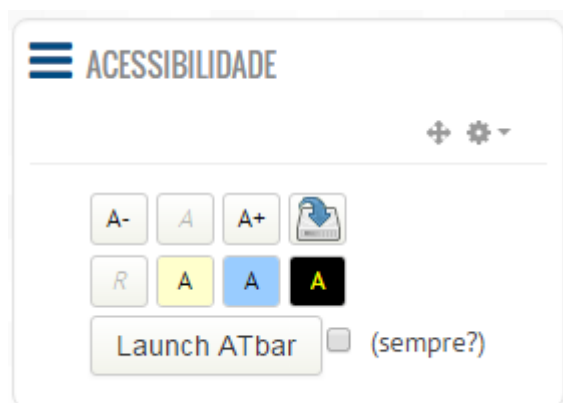 ACESSIBILIDADE
A- A A+
R A A A
Launch ATbar (sempre?)